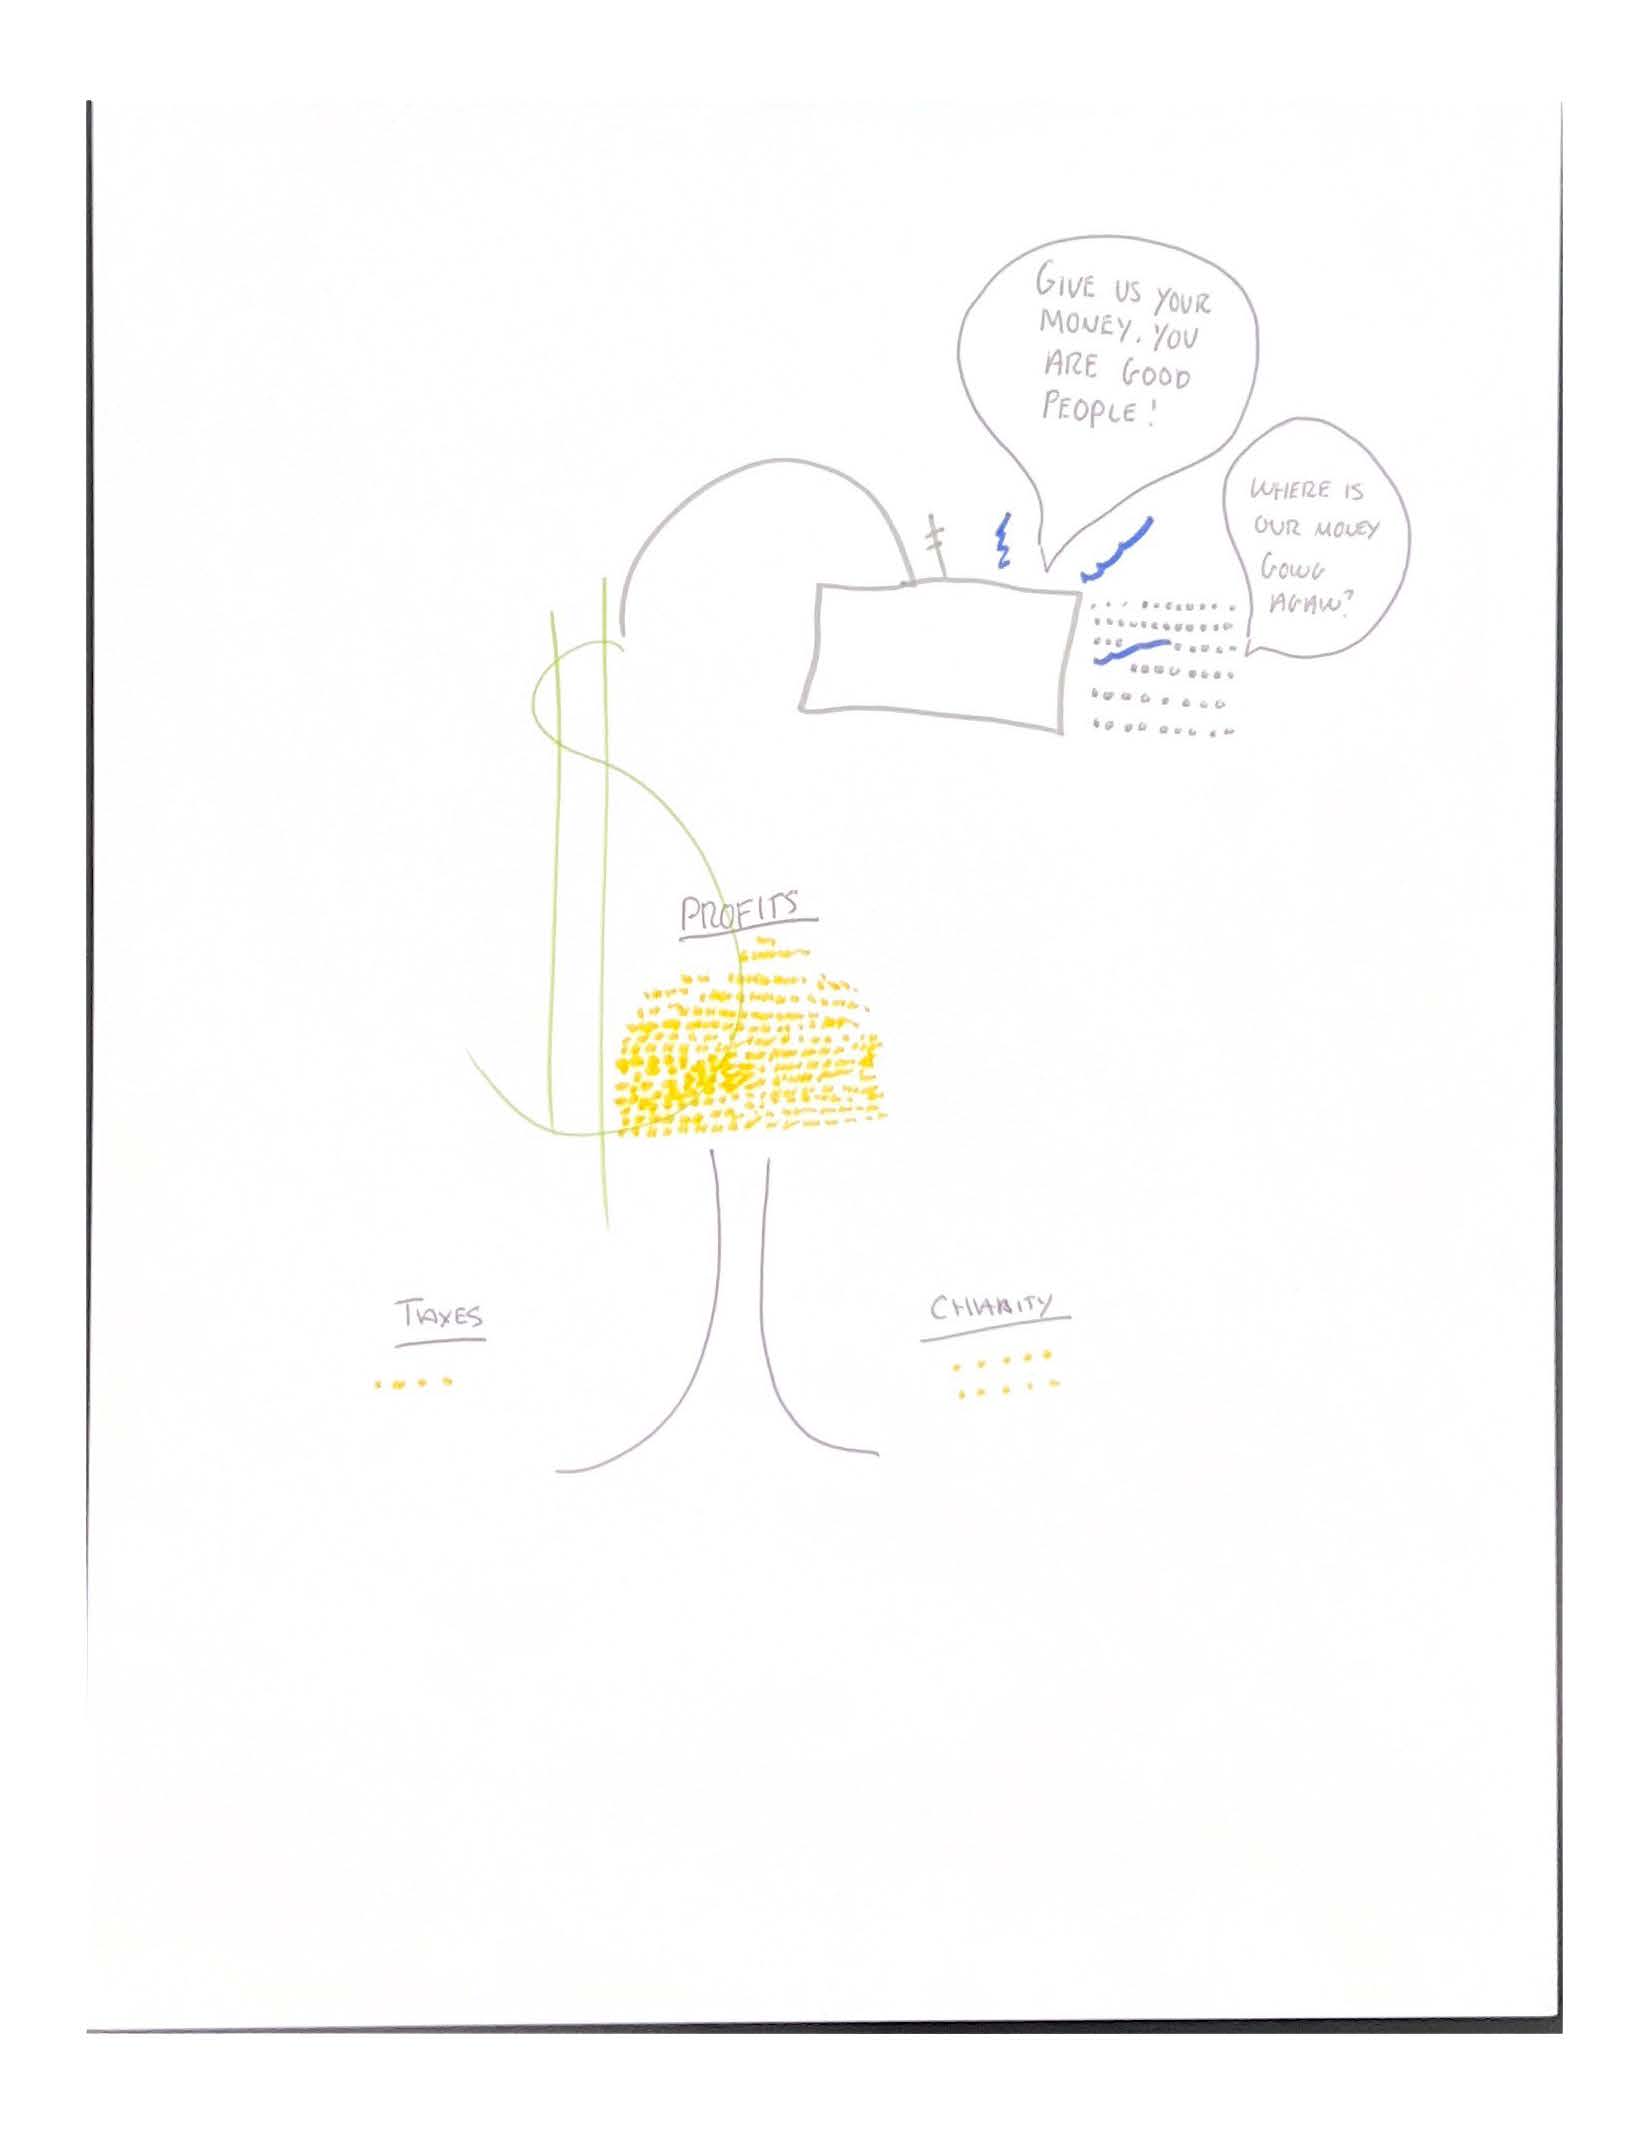 GIVE US YOUR
MONEY. YOU
ARE GOOD
PEOPLE!
WHERE IS
OUR MONEY
GOING
AGAIN?
PROFITS
TAXES
CHARITY